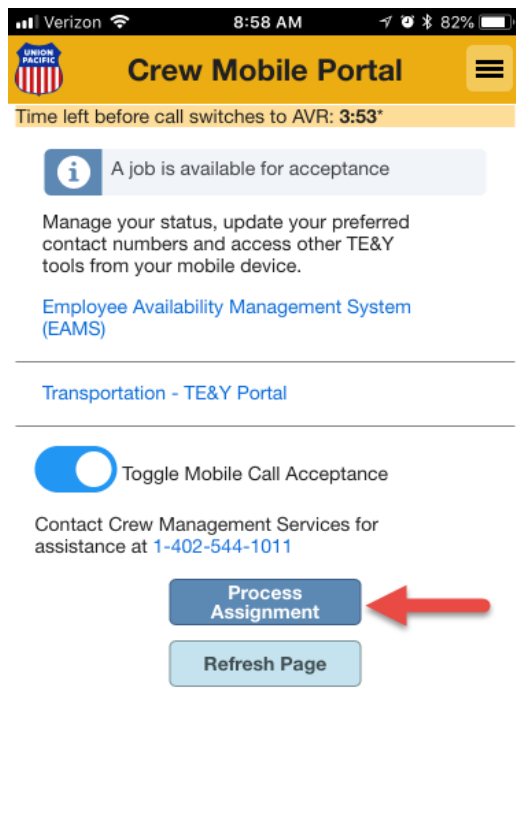 Verizon 8:58 AM 82%
UNION
PACIFIC
Crew Mobile Portal
Time left before call switches to AVR: 3:53*
A job is available for acceptance
Manage your status, update your preferred
contact numbers and access other TE&Y
tools from your mobile device.
Employee Availability Management System
(EAMS)
Transportation - TE&Y Portal
Toggle Mobile Call Acceptance
Contact Crew Management Services for
assistance at 1-402-544-1011
Process
Assignment
Refresh Page